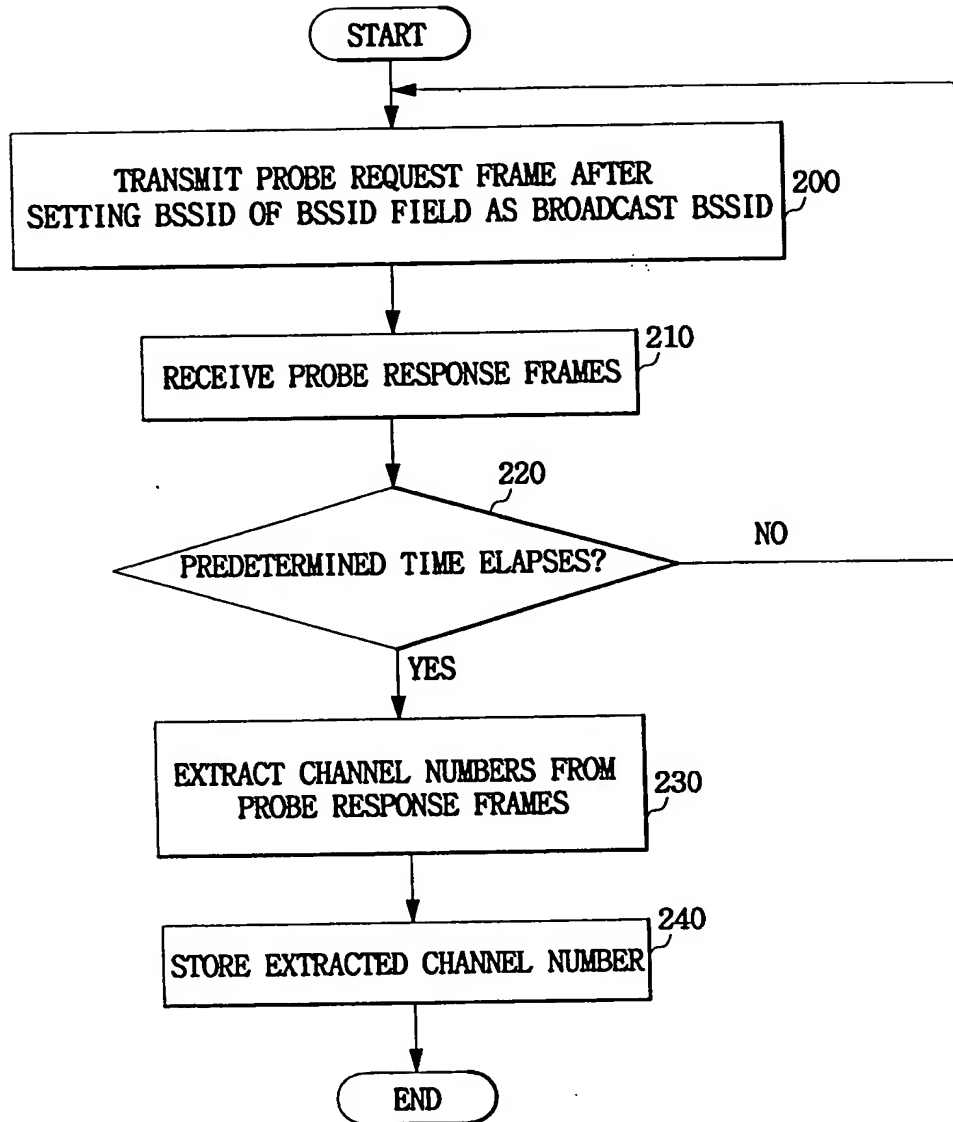 START
TRANSMIT PROBE REQUEST FRAME AFTER
SETTING BSSID OF BSSID FIELD AS BROADCAST BSSID
200
RECEIVE PROBE RESPONSE FRAMES
210
PREDETERMINED TIME ELAPSES?
220
NO
YES
EXTRACT CHANNEL NUMBERS FROM
PROBE RESPONSE FRAMES
230
STORE EXTRACTED CHANNEL NUMBER
240
END